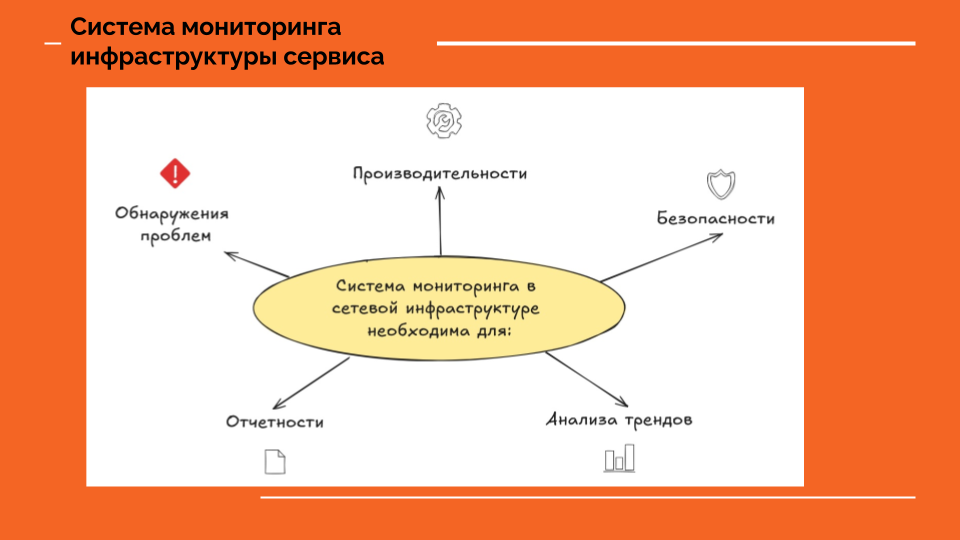 Система мониторинга
инфраструктуры сервиса
Производительности
Обнаружения
проблем
Безопасности
Система мониторинга в
сетевой инфраструктуре
необходима для:
Отчетности
Анализа трендов